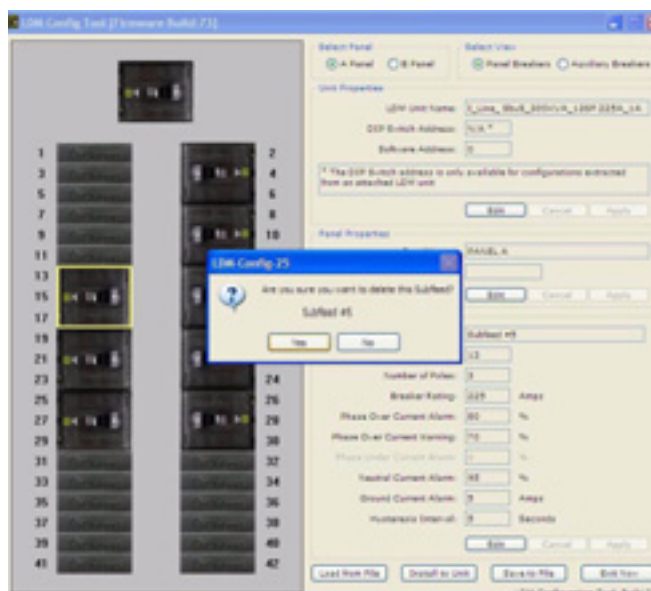 LDM-Config Tool [Firmware Build:73]
Select Panel
A Panel B Panel
Select View
Panel Breakers Auxiliary Breakers
Unit Properties
LDM Unit Name:
DIP Switch Address: N/A *
Software Address: 0
* The DIP Switch address is only available for configurations extracted
from an attached LDM unit
Edit Cancel Apply
Panel Properties
PANEL A
Edit Cancel Apply
LDM-Config-25
Are you sure you want to delete this Subfeed?
Subfeed #5
Yes No
Subfeed #5
13
Number of Poles: 3
Breaker Rating: 225 Amps
Phase Over Current Alarm: 80 %
Phase Over Current Warning: 70 %
Phase Under Current Alarm: %
Neutral Current Alarm: %
Ground Current Alarm: 5 Amps
Hysteresis Interval: 5 Seconds
Edit Cancel Apply
Load from File Install to Unit Save to File Exit Now
1 2
3 4
5 6
7 8
9 10
11
13
15
17
19
21
23 24
25 26
27 28
29 30
31 32
33 34
35 36
37 38
39 40
41 42